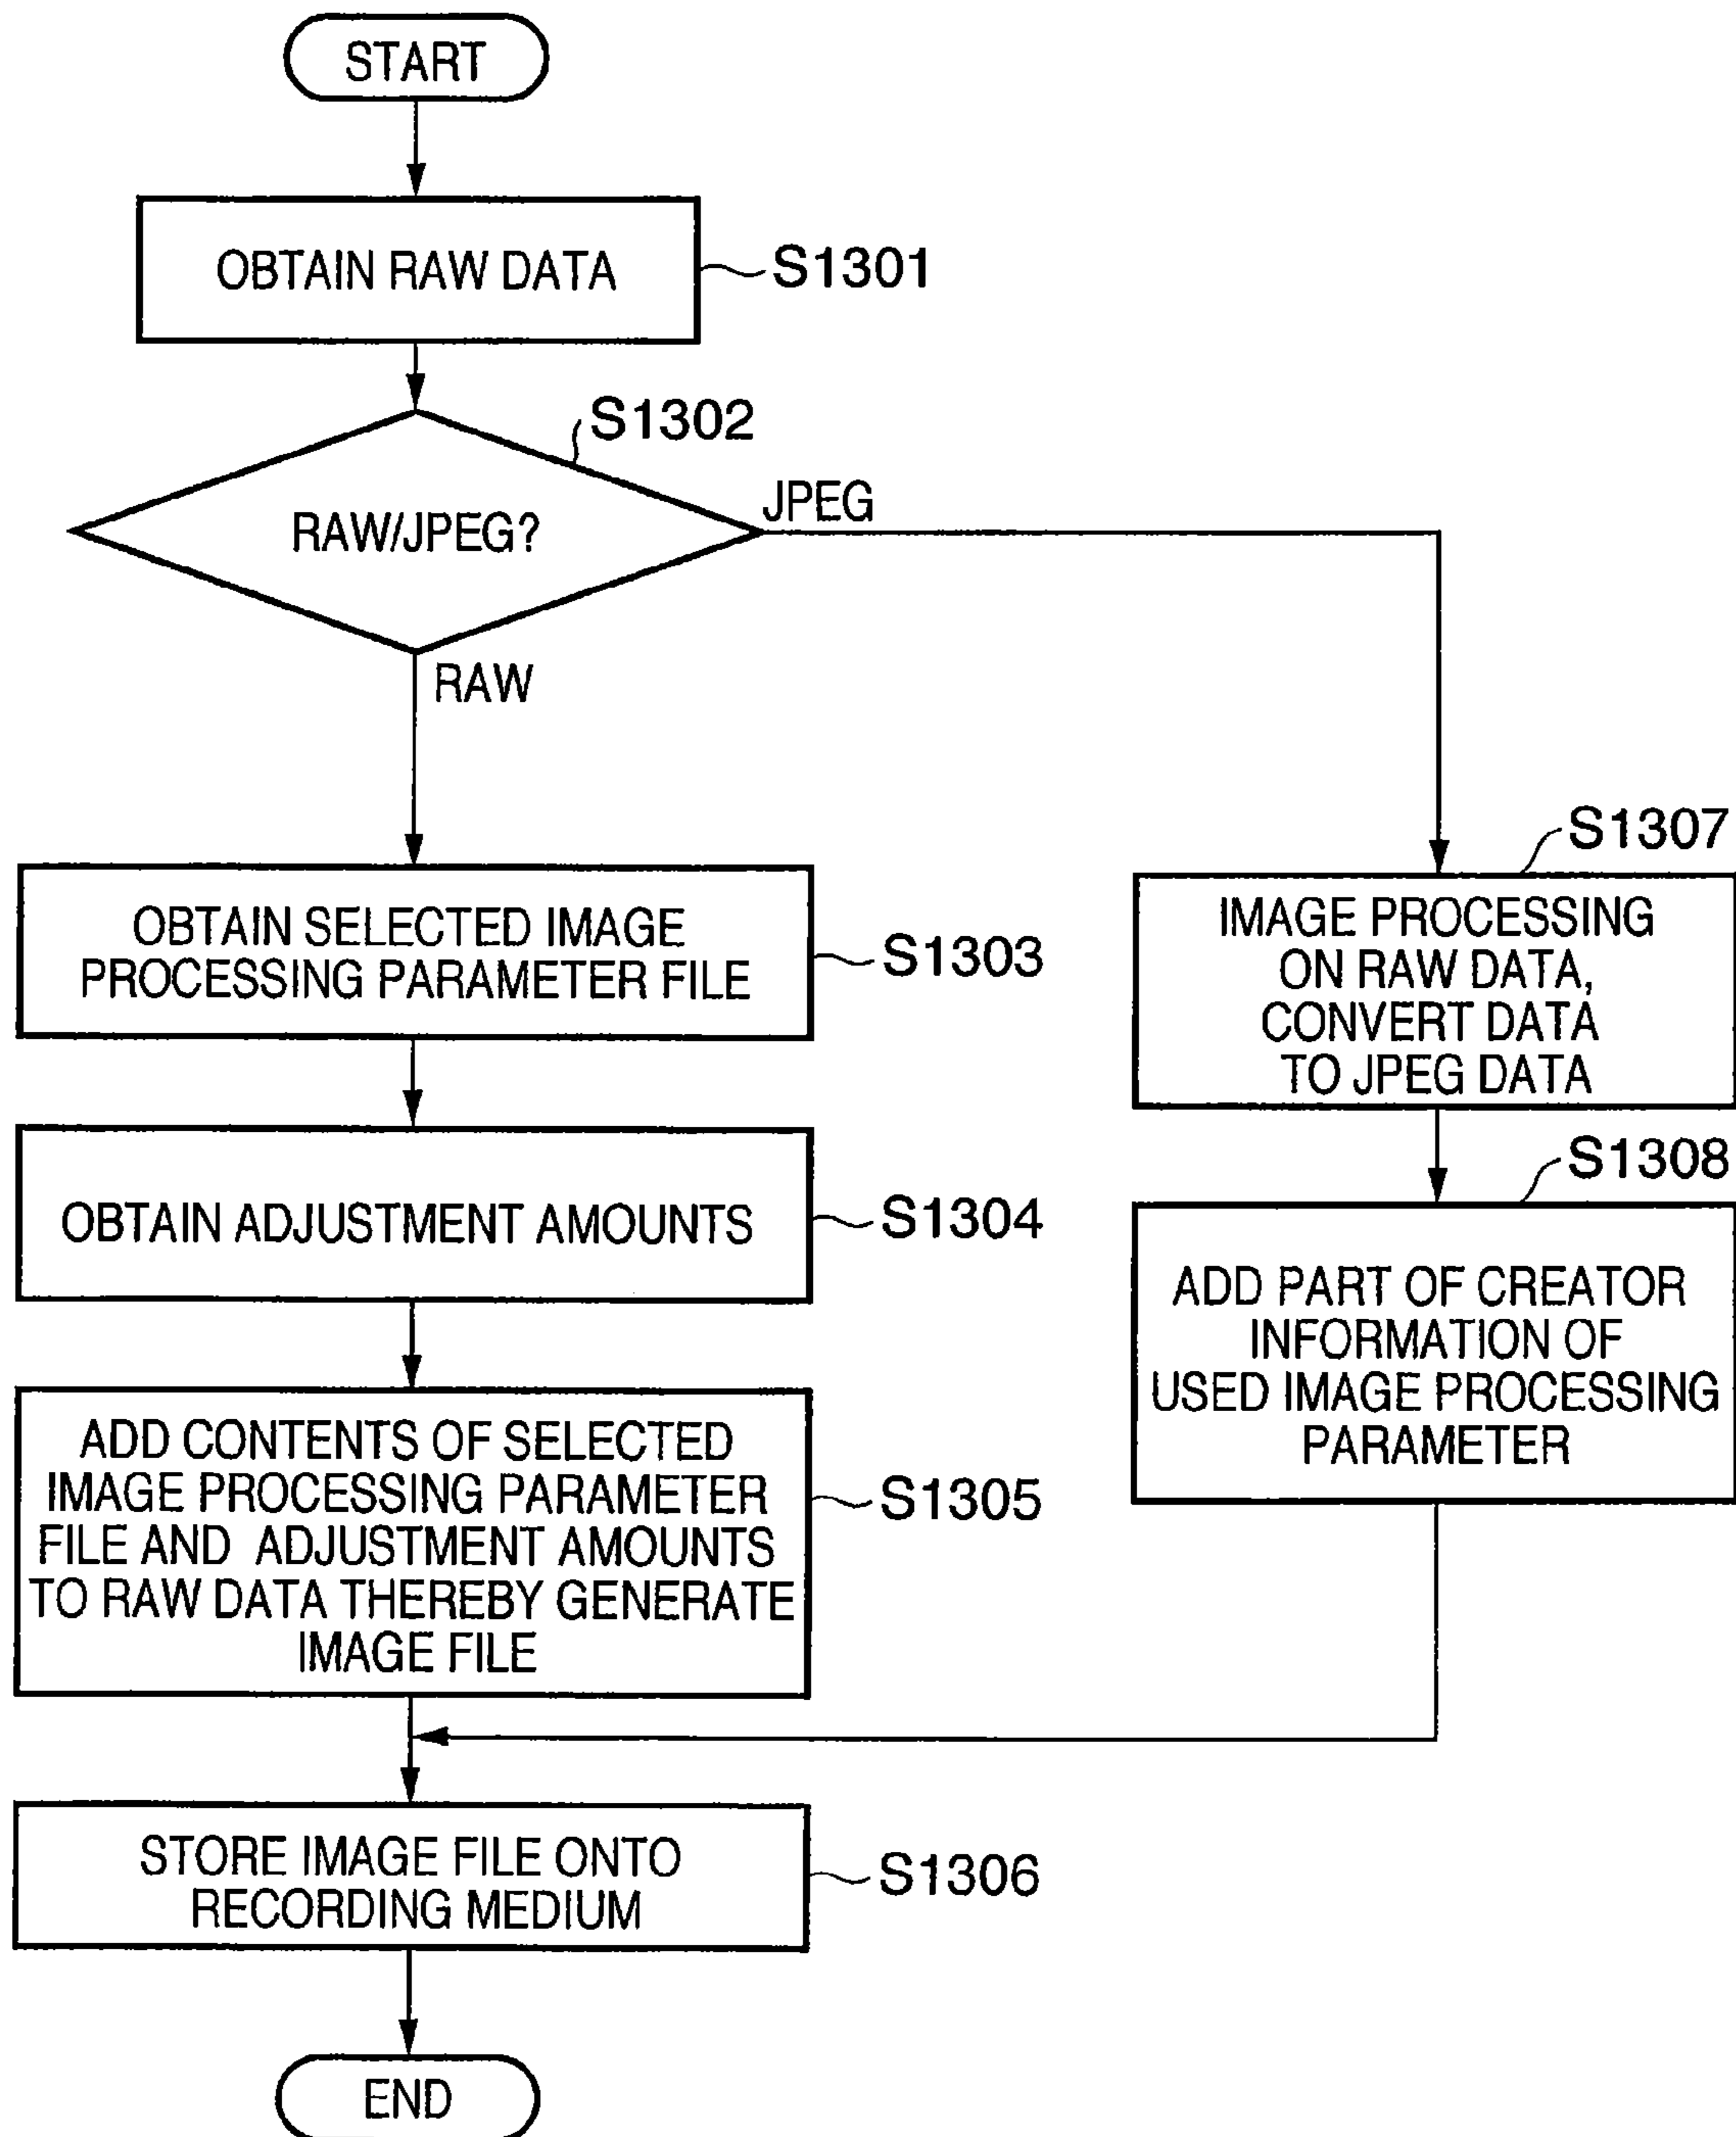 START
OBTAIN RAW DATA
S1301
S1302
RAW/JPEG?
JPEG
RAW
OBTAIN SELECTED IMAGE
PROCESSING PARAMETER FILE
S1303
OBTAIN ADJUSTMENT AMOUNTS
S1304
ADD CONTENTS OF SELECTED
IMAGE PROCESSING PARAMETER
FILE AND ADJUSTMENT AMOUNTS
TO RAW DATA THEREBY GENERATE
IMAGE FILE
S1305
S1307
IMAGE PROCESSING
ON RAW DATA,
CONVERT DATA
TO JPEG DATA
S1308
ADD PART OF CREATOR
INFORMATION OF
USED IMAGE PROCESSING
PARAMETER
STORE IMAGE FILE ONTO
RECORDING MEDIUM
S1306
END